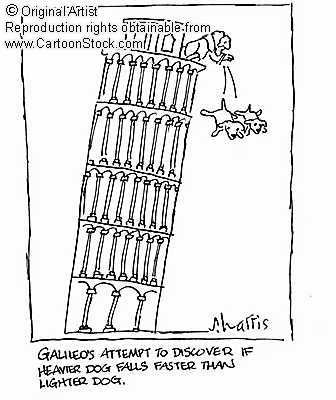 © Original Artist
Reproduction rights obtainable from
www.CartoonStock.com
S.Harris
GALILEO'S ATTEMPT TO DISCOVER IF
HEAVIER DOG FALLS FASTER THAN
LIGHTER DOG.